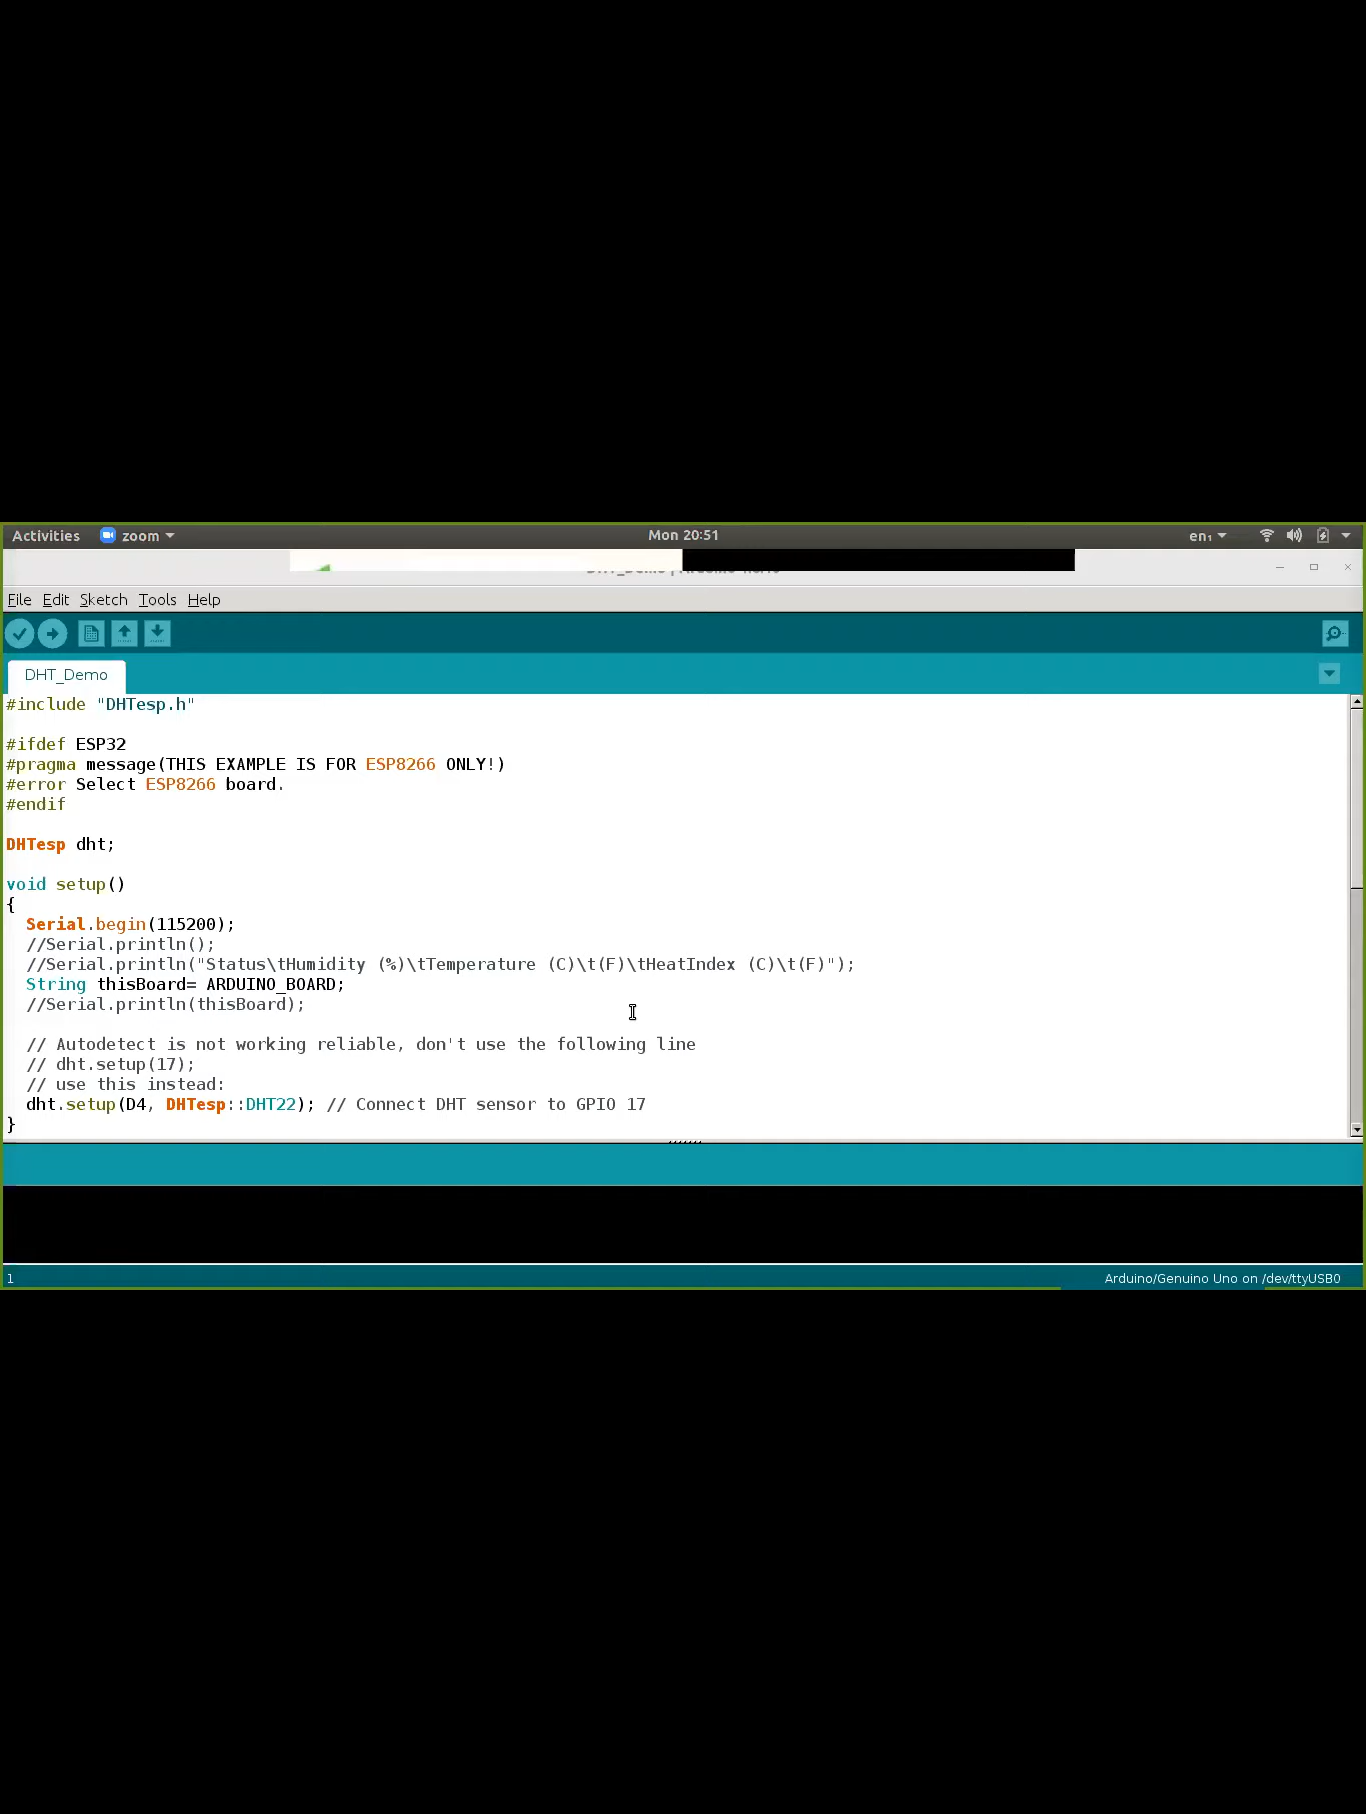 Activities zoom Mon 20:51 en₁
File Edit Sketch Tools Help
DHT_Demo
#include "DHTesp.h"
#ifdef ESP32
#pragma message(THIS EXAMPLE IS FOR ESP8266 ONLY!)
#error Select ESP8266 board.
#endif
DHTesp dht;
void setup()
{
Serial.begin(115200);
//Serial.println();
//Serial.println("Status\tHumidity (%)\tTemperature (C)\t(F)\tHeatIndex (C)\t(F)");
String thisBoard= ARDUINO_BOARD;
//Serial.println(thisBoard);
// Autodetect is not working reliable, don't use the following line
// dht.setup(17);
// use this instead:
dht.setup(D4, DHTesp::DHT22); // Connect DHT sensor to GPIO 17
}
1 Arduino/Genuino Uno on /dev/ttyUSB0